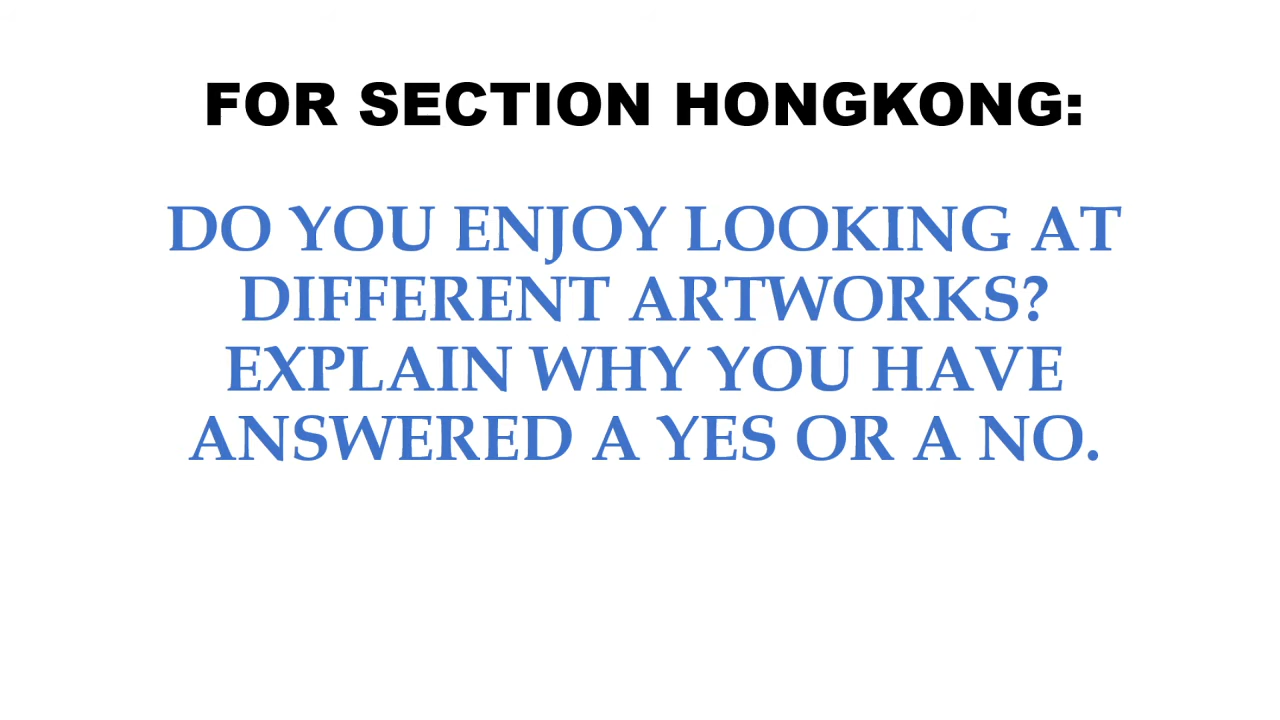 FOR SECTION HONGKONG:
DO YOU ENJOY LOOKING AT
DIFFERENT ARTWORKS?
EXPLAIN WHY YOU HAVE
ANSWERED A YES OR A NO.